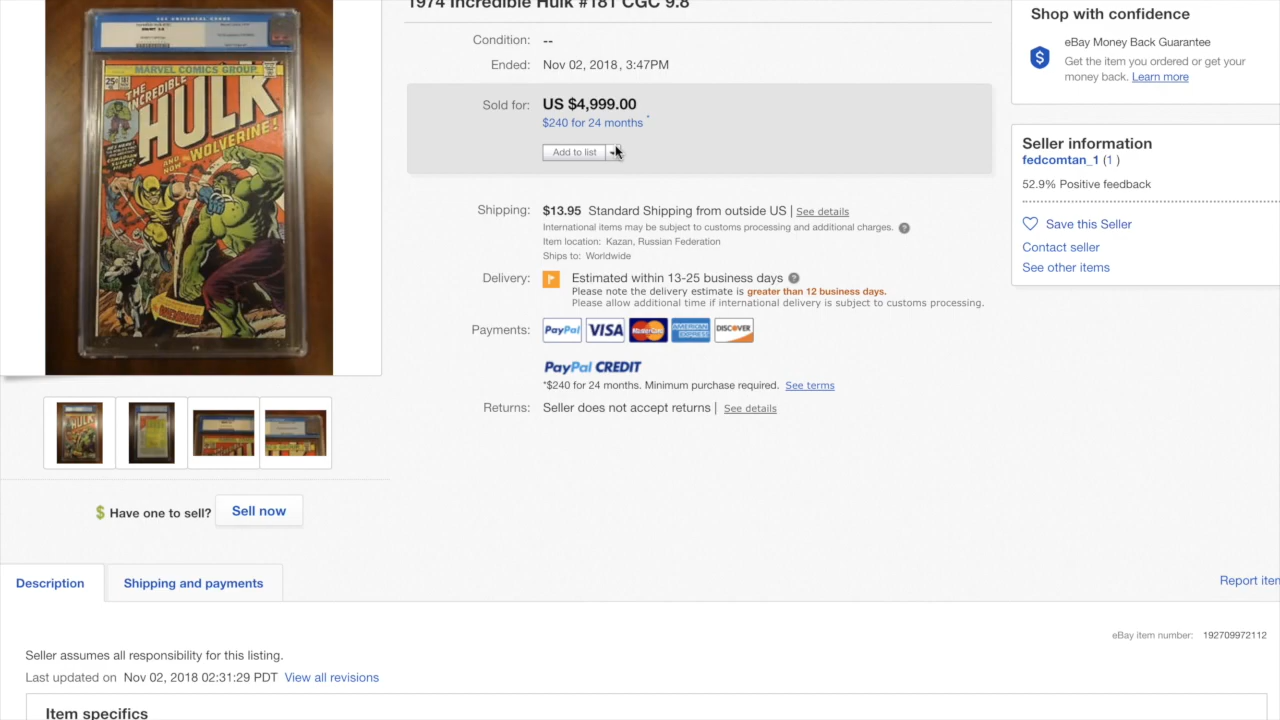 1974 Incredible Hulk #181 CGC 9.8
Condition: --
Ended: Nov 02, 2018, 3:47PM
Sold for: US $4,999.00
$240 for 24 months *
Add to list
Shipping: $13.95 Standard Shipping from outside US | See details
International items may be subject to customs processing and additional charges. ?
Item location: Kazan, Russian Federation
Ships to: Worldwide
Delivery: Estimated within 13-25 business days ?
Please note the delivery estimate is greater than 12 business days.
Please allow additional time if international delivery is subject to customs processing.
Payments: PayPal VISA MasterCard AMERICAN EXPRESS DISCOVER
PayPal CREDIT
*$240 for 24 months. Minimum purchase required. See terms
Returns: Seller does not accept returns | See details
Shop with confidence
eBay Money Back Guarantee
Get the item you ordered or get your
money back. Learn more
Seller information
fedcomtan_1 (1 )
52.9% Positive feedback
Save this Seller
Contact seller
See other items
CGC UNIVERSAL GRADE
MARVEL COMICS GROUP
25¢
181
THE
INCREDIBLE
HULK
AND
NOW...
WOLVERINE!
HULK
HULK
$ Have one to sell? Sell now
Description
Shipping and payments
Report item
eBay item number: 192709972112
Seller assumes all responsibility for this listing.
Last updated on Nov 02, 2018 02:31:29 PDT View all revisions
Item specifics